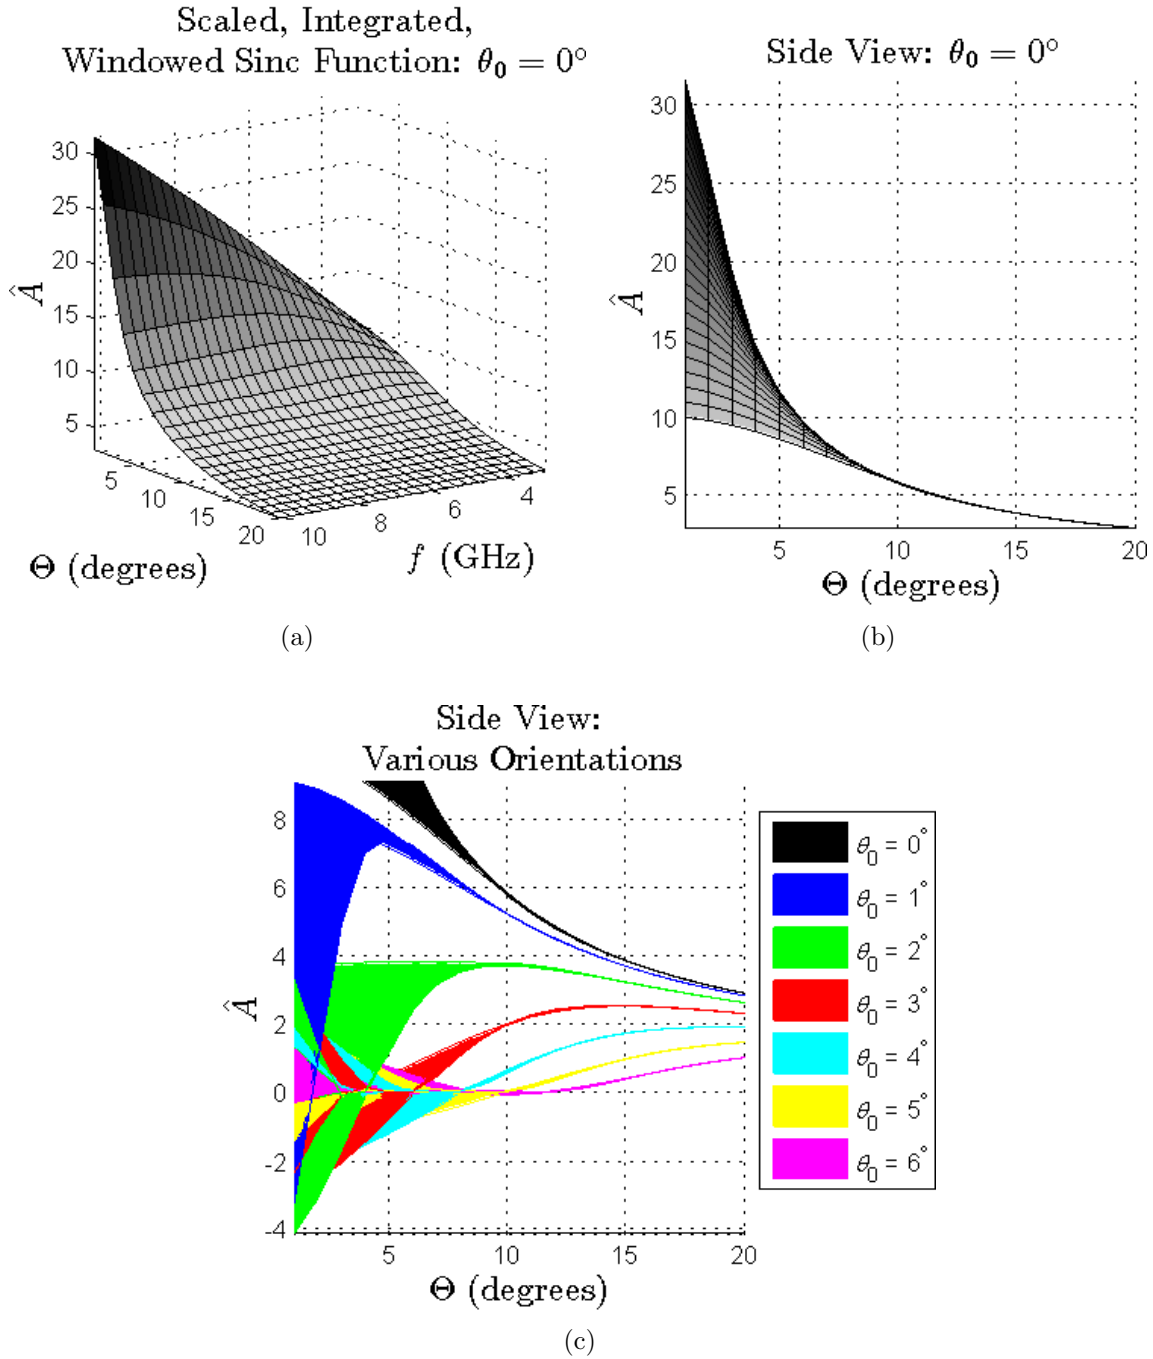 Scaled, Integrated,
Windowed Sinc Function: θ₀ = 0°
30
25
20
15
10
5
Â
5
10
15
20
10
8
6
4
Θ (degrees)
f (GHz)
(a)
Side View: θ₀ = 0°
30
25
20
15
10
5
Â
5
10
15
20
Θ (degrees)
(b)
Side View:
Various Orientations
8
6
4
2
0
-2
-4
Â
5
10
15
20
Θ (degrees)
θ₀ = 0°
θ₀ = 1°
θ₀ = 2°
θ₀ = 3°
θ₀ = 4°
θ₀ = 5°
θ₀ = 6°
(c)